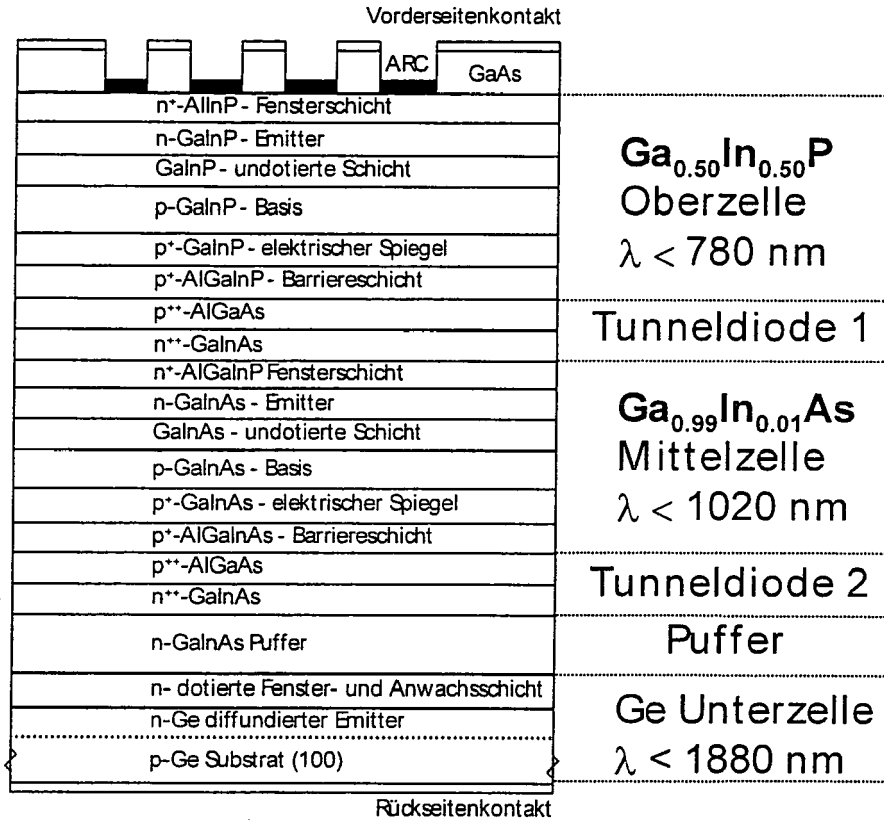 Vorderseitenkontakt
ARC
GaAs
n⁺-AlInP - Fensterschicht
n-GaInP - Emitter
GaInP - undotierte Schicht
p-GaInP - Basis
p⁺-GaInP - elektrischer Spiegel
p⁺-AlGaInP - Barriereschicht
Ga₀.₅₀In₀.₅₀P
Oberzelle
λ < 780 nm
p⁺⁺-AlGaAs
n⁺⁺-GaInAs
Tunneldiode 1
n⁺-AlGaInP Fensterschicht
n-GaInAs - Emitter
GaInAs - undotierte Schicht
p-GaInAs - Basis
p⁺-GaInAs - elektrischer Spiegel
p⁺-AlGaInAs - Barriereschicht
Ga₀.₉₉In₀.₀₁As
Mittelzelle
λ < 1020 nm
p⁺⁺-AlGaAs
n⁺⁺-GaInAs
Tunneldiode 2
n-GaInAs Puffer
Puffer
n- dotierte Fenster- und Anwachsschicht
n-Ge diffundierter Emitter
p-Ge Substrat (100)
Ge Unterzelle
λ < 1880 nm
Rückseitenkontakt